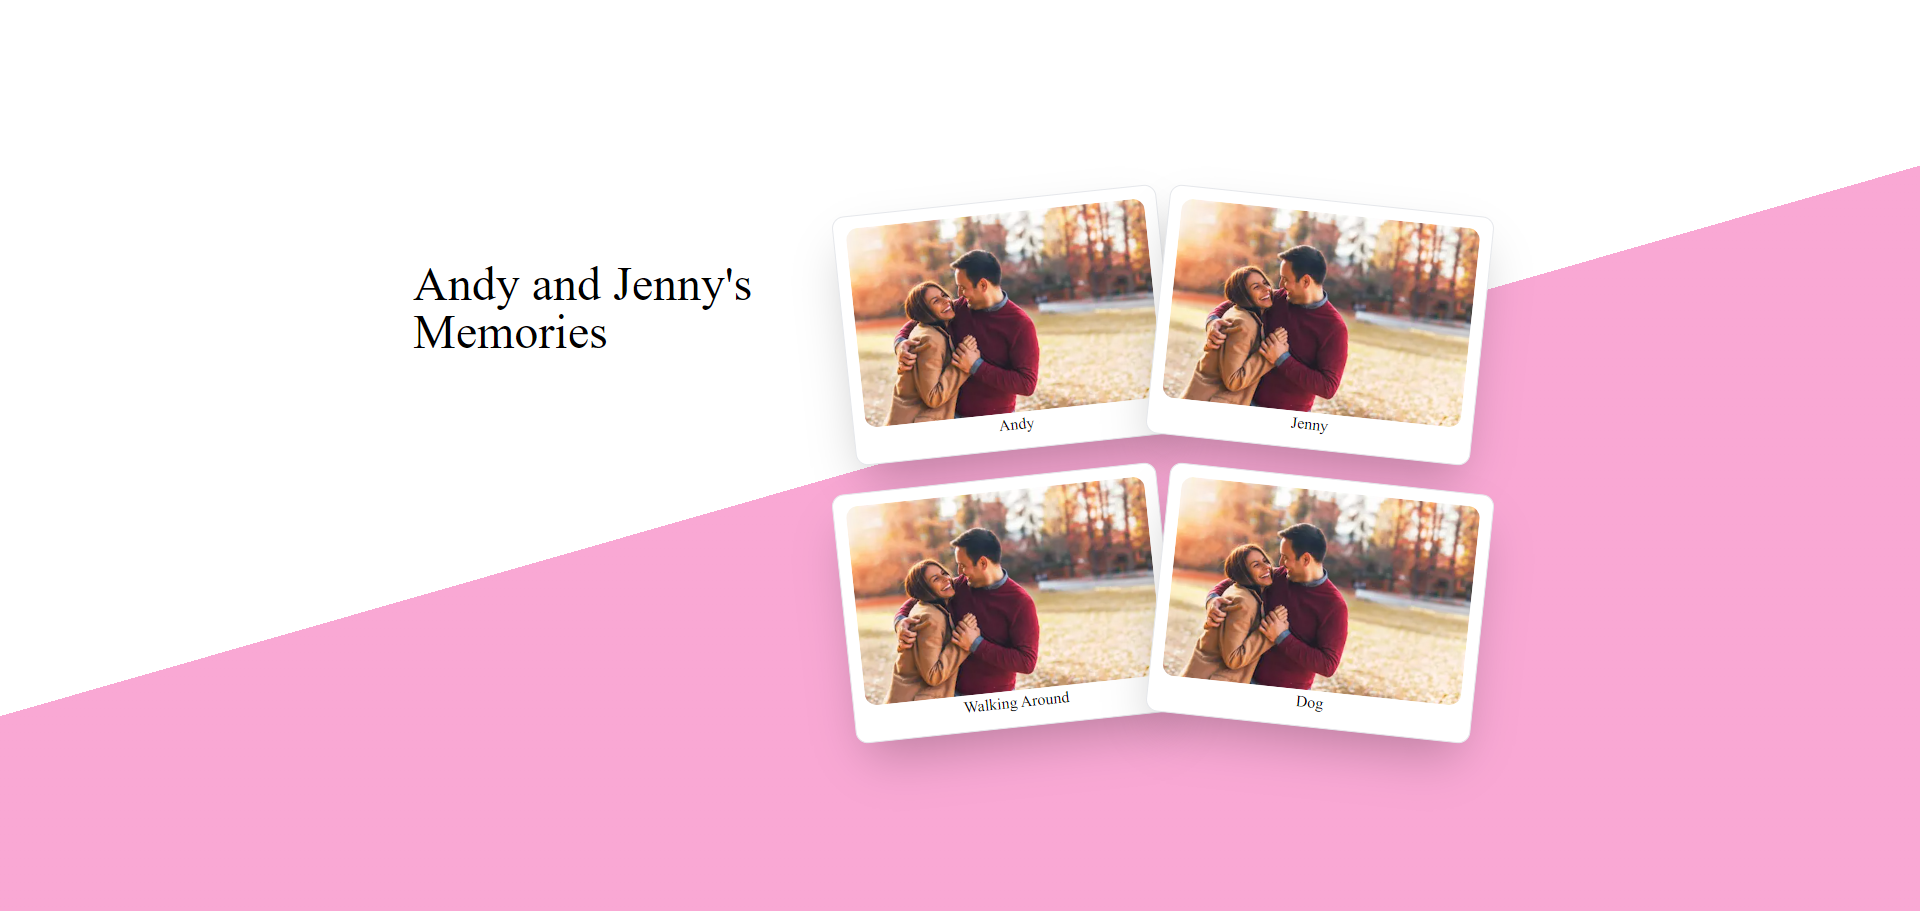 Andy and Jenny's
Memories
Andy
Jenny
Walking Around
Dog